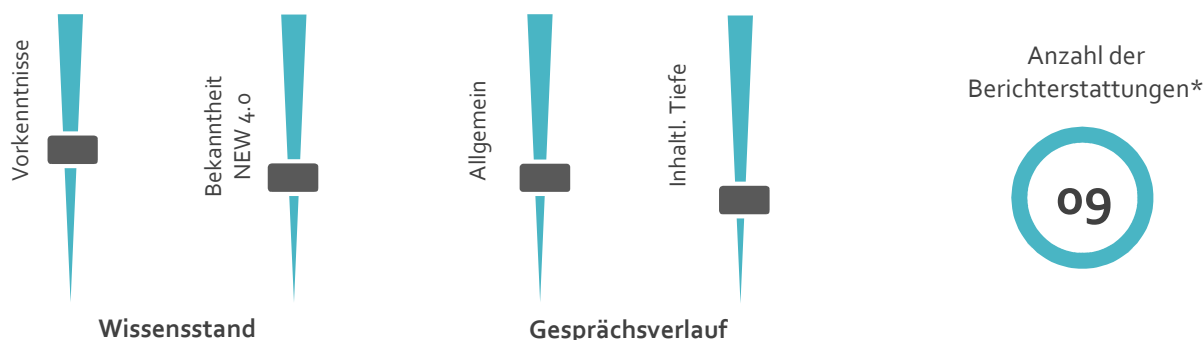 Vorkenntnisse
Bekanntheit
NEW 4.0
Wissensstand
Allgemein
Inhaltl. Tiefe
Gesprächsverlauf
Anzahl der
Berichterstattungen*
09